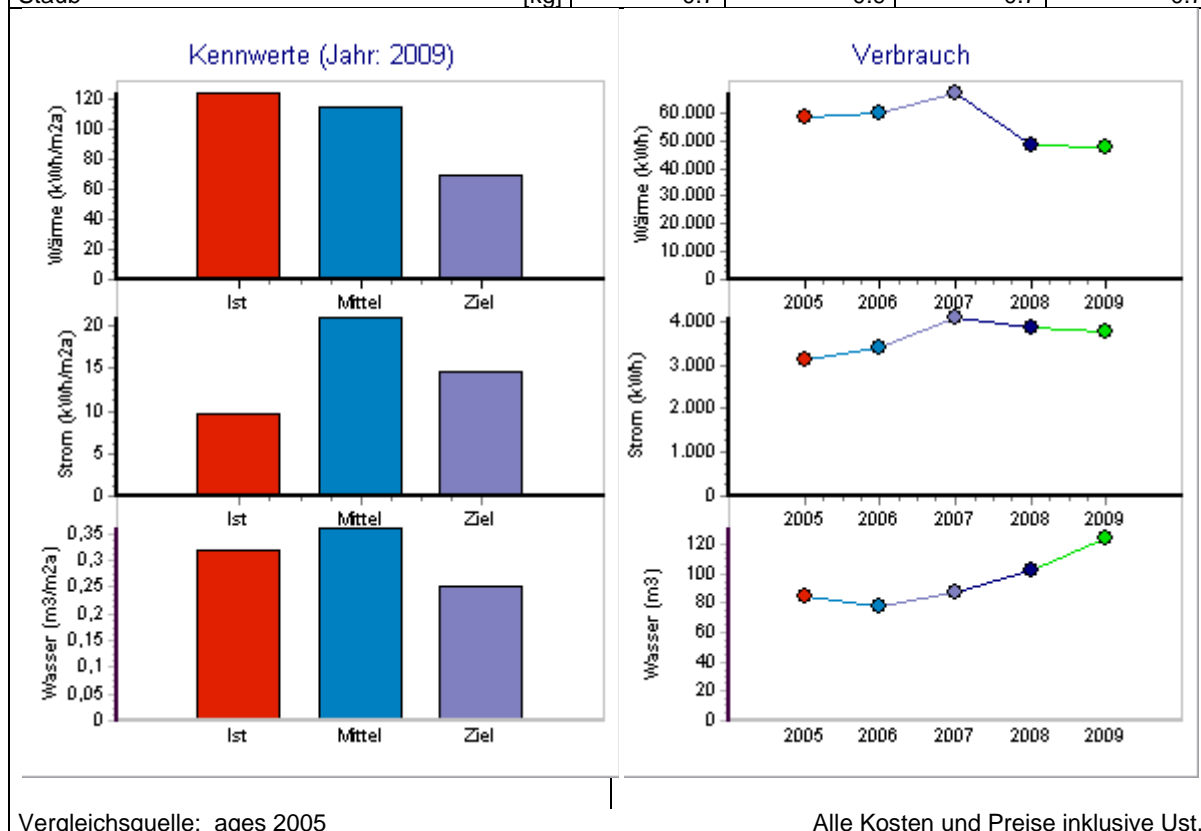 Staub [kg] 0.7
Kennwerte (Jahr: 2009)
Wärme (kWh/m2a)
120
100
80
60
40
20
0
Ist Mittel Ziel
Strom (kWh/m2a)
20
15
10
5
0
Ist Mittel Ziel
Wasser (m3/m2a)
0,35
0,3
0,25
0,2
0,15
0,1
0,05
0
Ist Mittel Ziel
Verbrauch
Wärme (kWh)
60.000
50.000
40.000
30.000
20.000
10.000
0
2005 2006 2007 2008 2009
Strom (kWh)
4.000
3.000
2.000
1.000
0
2005 2006 2007 2008 2009
Wasser (m3)
120
100
80
60
40
20
0
2005 2006 2007 2008 2009
Vergleichsquelle: ages 2005
Alle Kosten und Preise inklusive Ust.